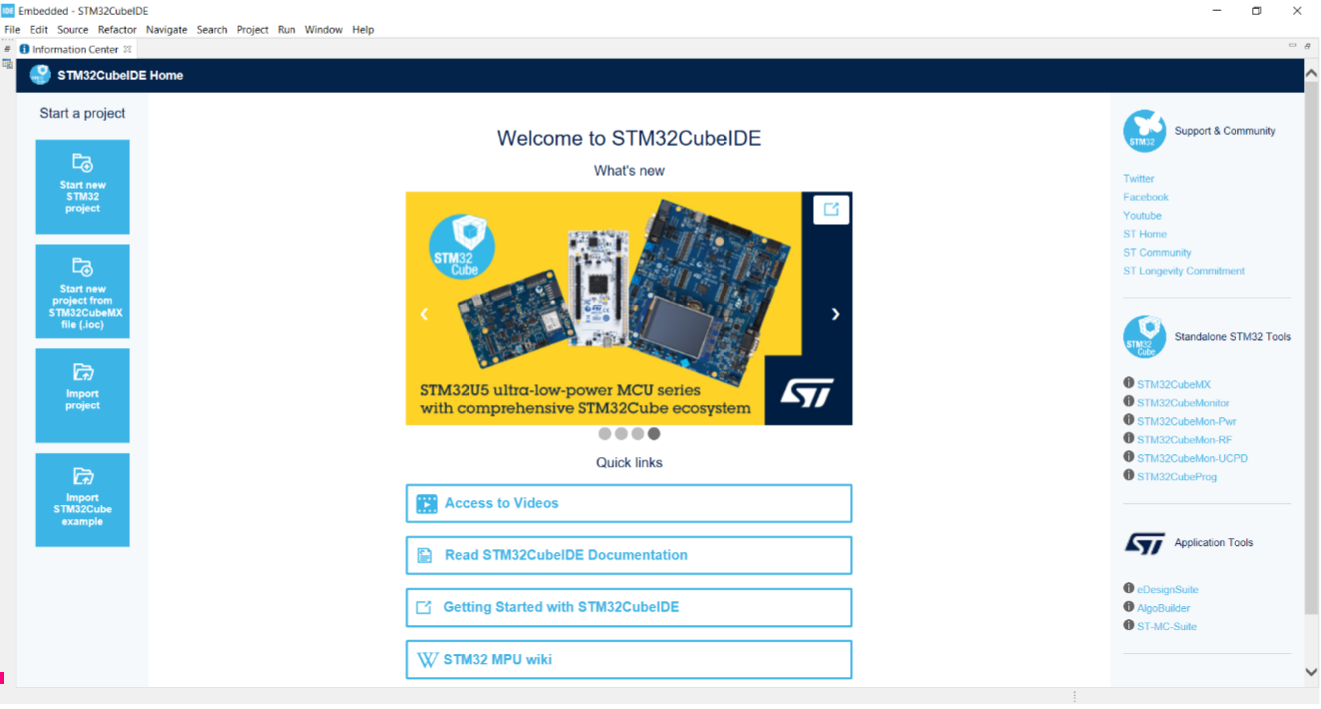 IDE Embedded - STM32CubeIDE
File Edit Source Refactor Navigate Search Project Run Window Help
Information Center
STM32CubeIDE Home
Start a project
Start new
STM32
project
Start new
project from
STM32CubeMX
file (.ioc)
Import
project
Import
STM32Cube
example
Welcome to STM32CubeIDE
What's new
STM32
Cube
STM32U5 ultra-low-power MCU series
with comprehensive STM32Cube ecosystem
ST
Quick links
Access to Videos
Read STM32CubeIDE Documentation
Getting Started with STM32CubeIDE
W STM32 MPU wiki
STM32
Support & Community
Twitter
Facebook
Youtube
ST Home
ST Community
ST Longevity Commitment
STM32
Cube
Standalone STM32 Tools
STM32CubeMX
STM32CubeMonitor
STM32CubeMon-Pwr
STM32CubeMon-RF
STM32CubeMon-UCPD
STM32CubeProg
ST
Application Tools
eDesignSuite
AlgoBuilder
ST-MC-Suite